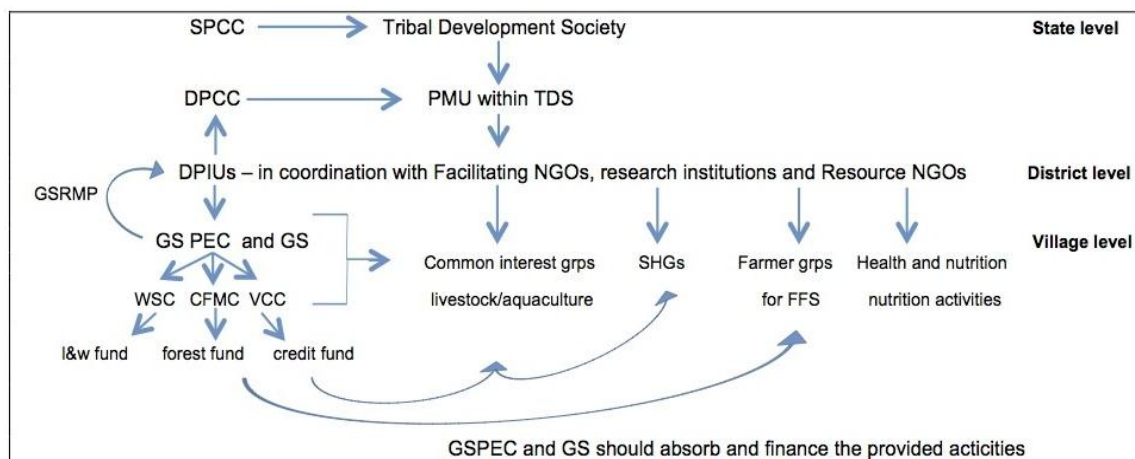 SPCC Tribal Development Society State level
DPCC PMU within TDS
DPIUs – in coordination with Facilitating NGOs, research institutions and Resource NGOs District level
GSRMP
GS PEC and GS Village level
Common interest grps SHGs Farmer grps Health and nutrition
WSC CFMC VCC livestock/aquaculture for FFS nutrition activities
l&w fund forest fund credit fund
GSPEC and GS should absorb and finance the provided acticities